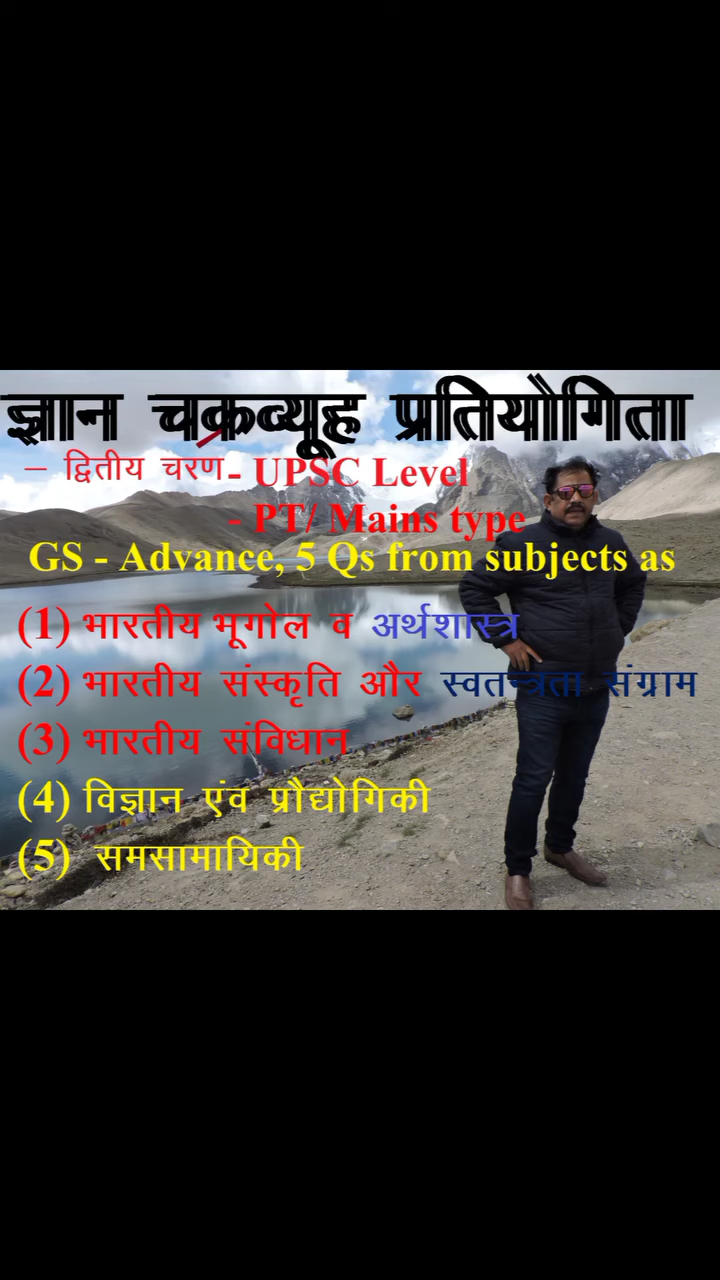 ज्ञान चक्रव्यूह प्रतियोगिता
– द्वितीय चरण - UPSC Level
- PT/ Mains type
GS - Advance, 5 Qs from subjects as
(1) भारतीय भूगोल व अर्थशास्त्र
(2) भारतीय संस्कृति और स्वतन्त्रता संग्राम
(3) भारतीय संविधान
(4) विज्ञान एंव प्रौद्योगिकी
(5) समसामायिकी